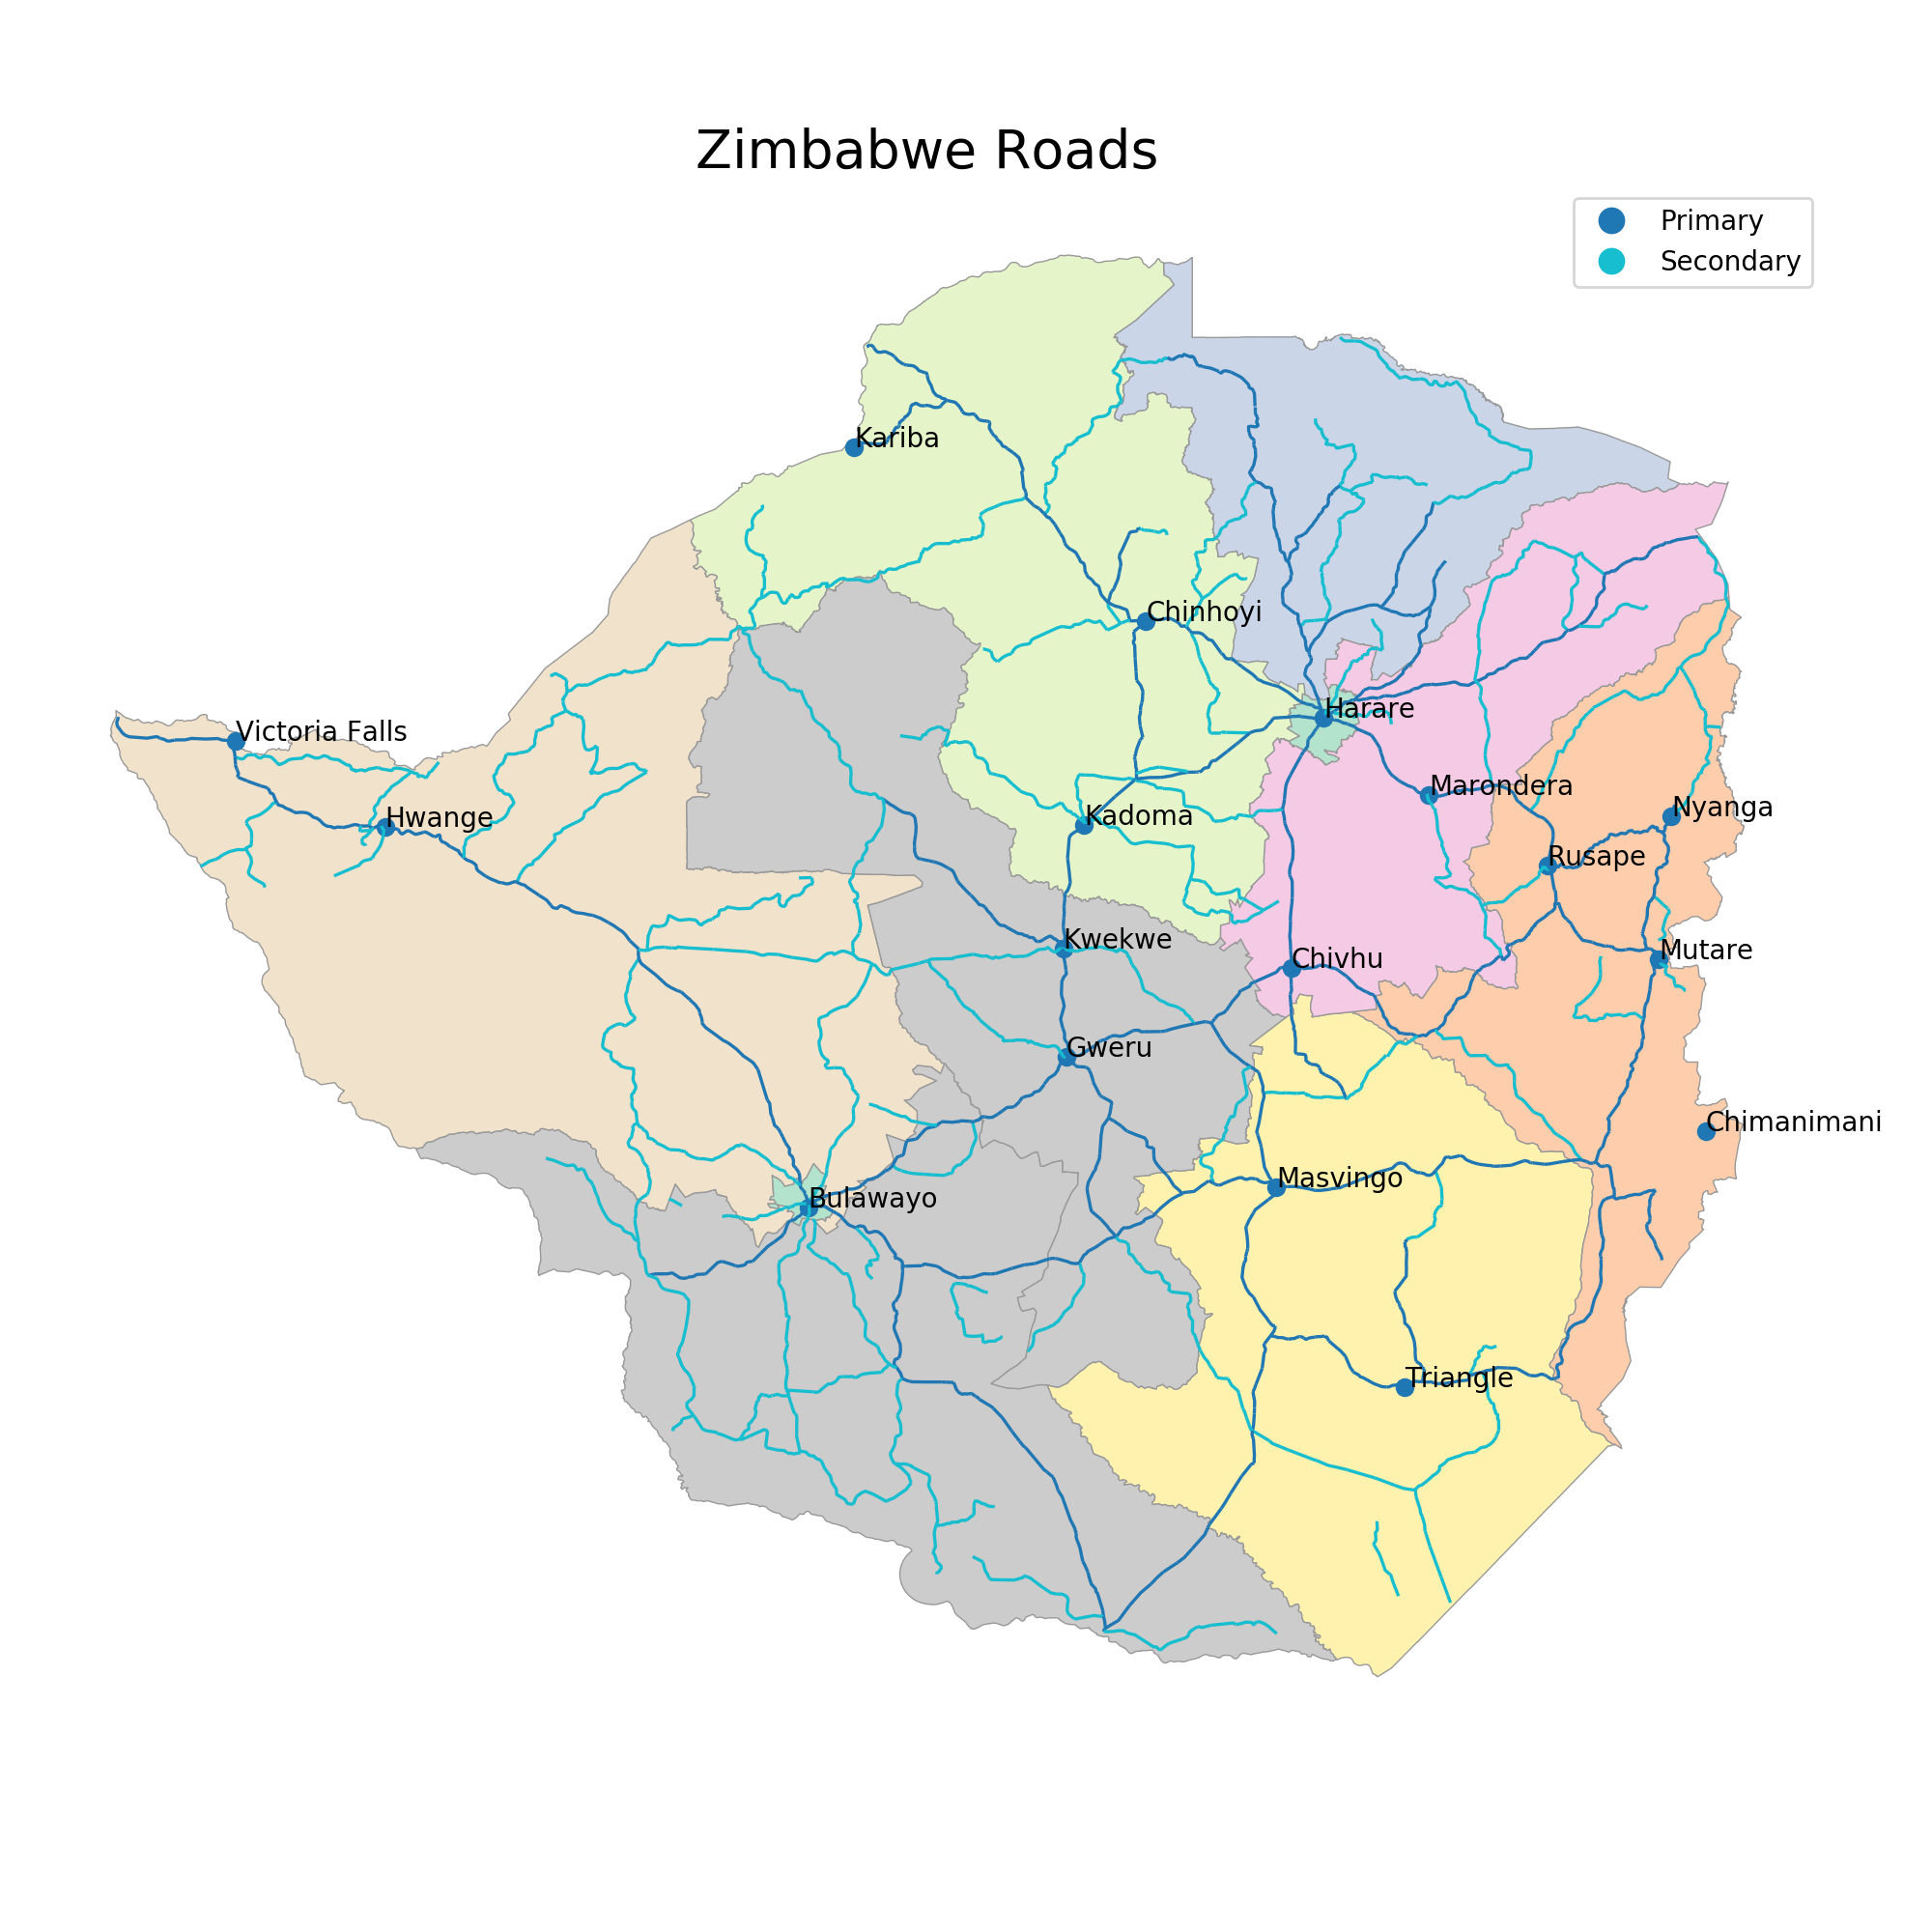 Zimbabwe Roads
Primary
Secondary
Kariba
Chinhoyi
Harare
Victoria Falls
Hwange
Marondera
Nyanga
Kadoma
Rusape
Kwekwe
Chivhu
Mutare
Gweru
Chimanimani
Masvingo
Bulawayo
Triangle